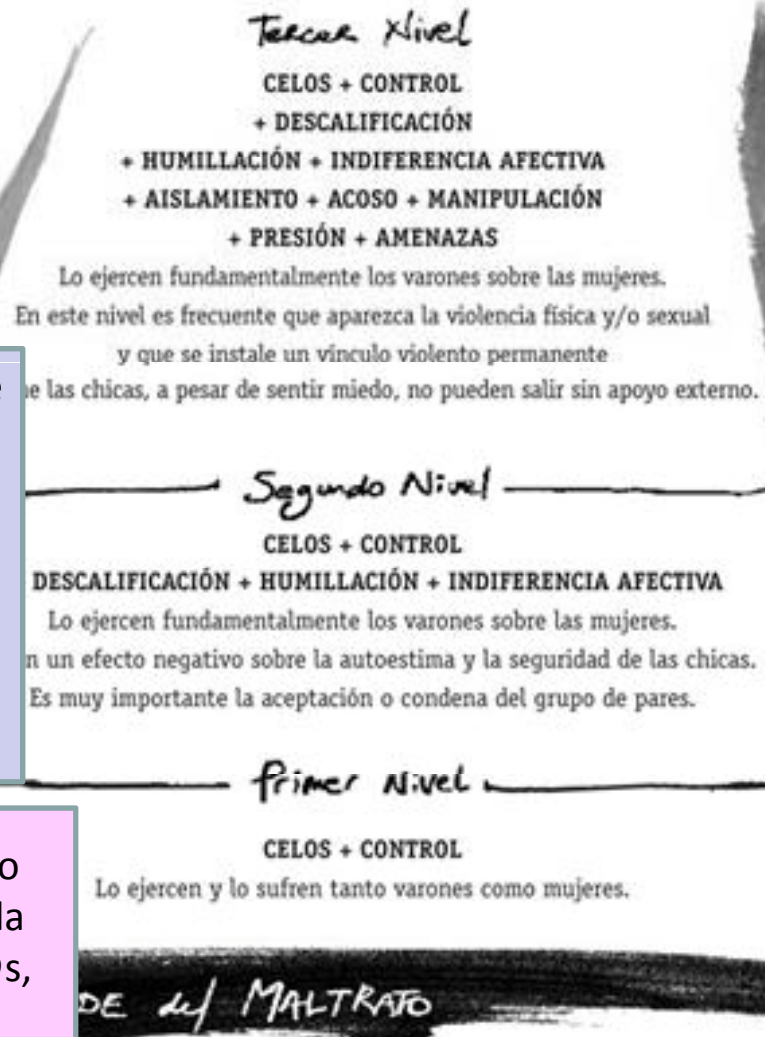 Tercer Nivel
CELOS + CONTROL
+ DESCALIFICACIÓN
+ HUMILLACIÓN + INDIFERENCIA AFECTIVA
+ AISLAMIENTO + ACOSO + MANIPULACIÓN
+ PRESIÓN + AMENAZAS
Lo ejercen fundamentalmente los varones sobre las mujeres.
En este nivel es frecuente que aparezca la violencia física y/o sexual
y que se instale un vínculo violento permanente
las chicas, a pesar de sentir miedo, no pueden salir sin apoyo externo.
Segundo Nivel
CELOS + CONTROL
DESCALIFICACIÓN + HUMILLACIÓN + INDIFERENCIA AFECTIVA
Lo ejercen fundamentalmente los varones sobre las mujeres.
un efecto negativo sobre la autoestima y la seguridad de las chicas.
Es muy importante la aceptación o condena del grupo de pares.
Primer Nivel
CELOS + CONTROL
Lo ejercen y lo sufren tanto varones como mujeres.
DE del MALTRATO